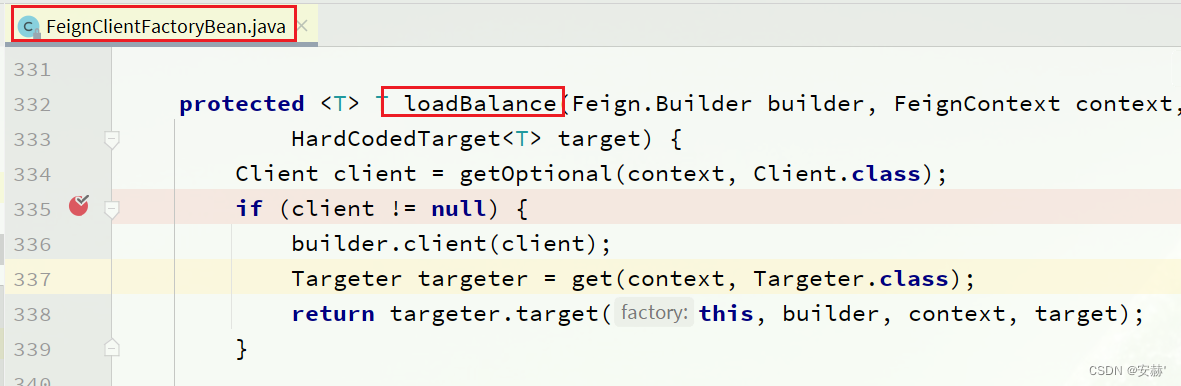 FeignClientFactoryBean.java
331
332 protected <T> T loadBalance(Feign.Builder builder, FeignContext context,
333 HardCodedTarget<T> target) {
334 Client client = getOptional(context, Client.class);
335 if (client != null) {
336 builder.client(client);
337 Targeter targeter = get(context, Targeter.class);
338 return targeter.target( factory: this, builder, context, target);
339 }
340
CSDN @安赫'